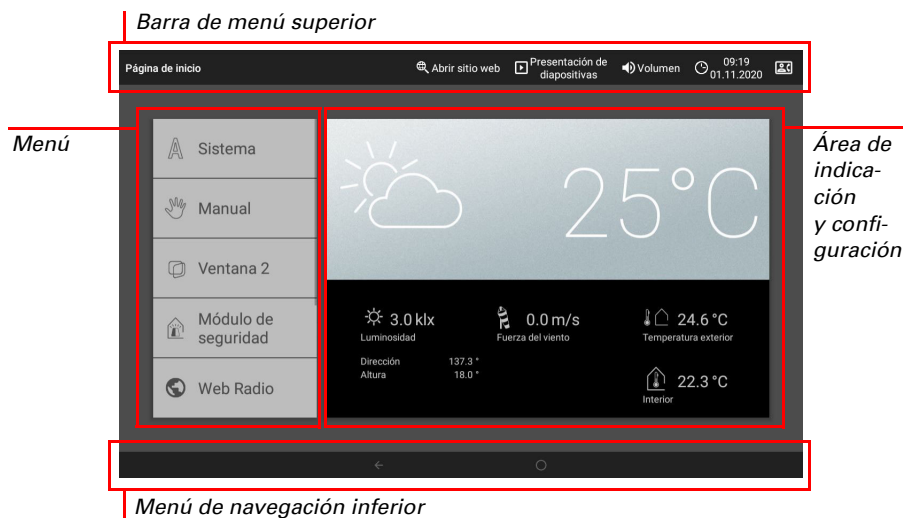 Barra de menú superior
Página de inicio
Abrir sitio web
Presentación de
diapositivas
Volumen
09:19
01.11.2020
Menú
Sistema
Manual
Ventana 2
Módulo de
seguridad
Web Radio
25°C
3.0 klx
Luminosidad
Dirección 137.3 °
Altura 18.0 °
0.0 m/s
Fuerza del viento
24.6 °C
Temperatura exterior
22.3 °C
Interior
Área de
indica-
ción
y confi-
guración
Menú de navegación inferior